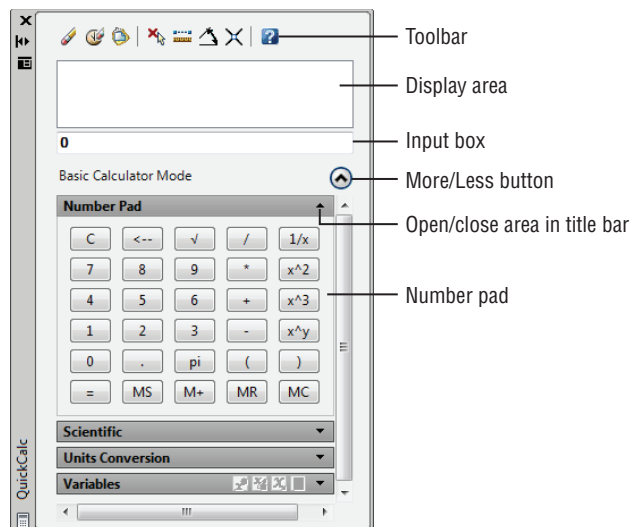 Toolbar
Display area
0
Input box
Basic Calculator Mode
More/Less button
Number Pad
Open/close area in title bar
C <-- √ / 1/x
7 8 9 * x^2
4 5 6 + x^3
Number pad
1 2 3 - x^y
0 . pi ( )
= MS M+ MR MC
Scientific
Units Conversion
Variables
QuickCalc